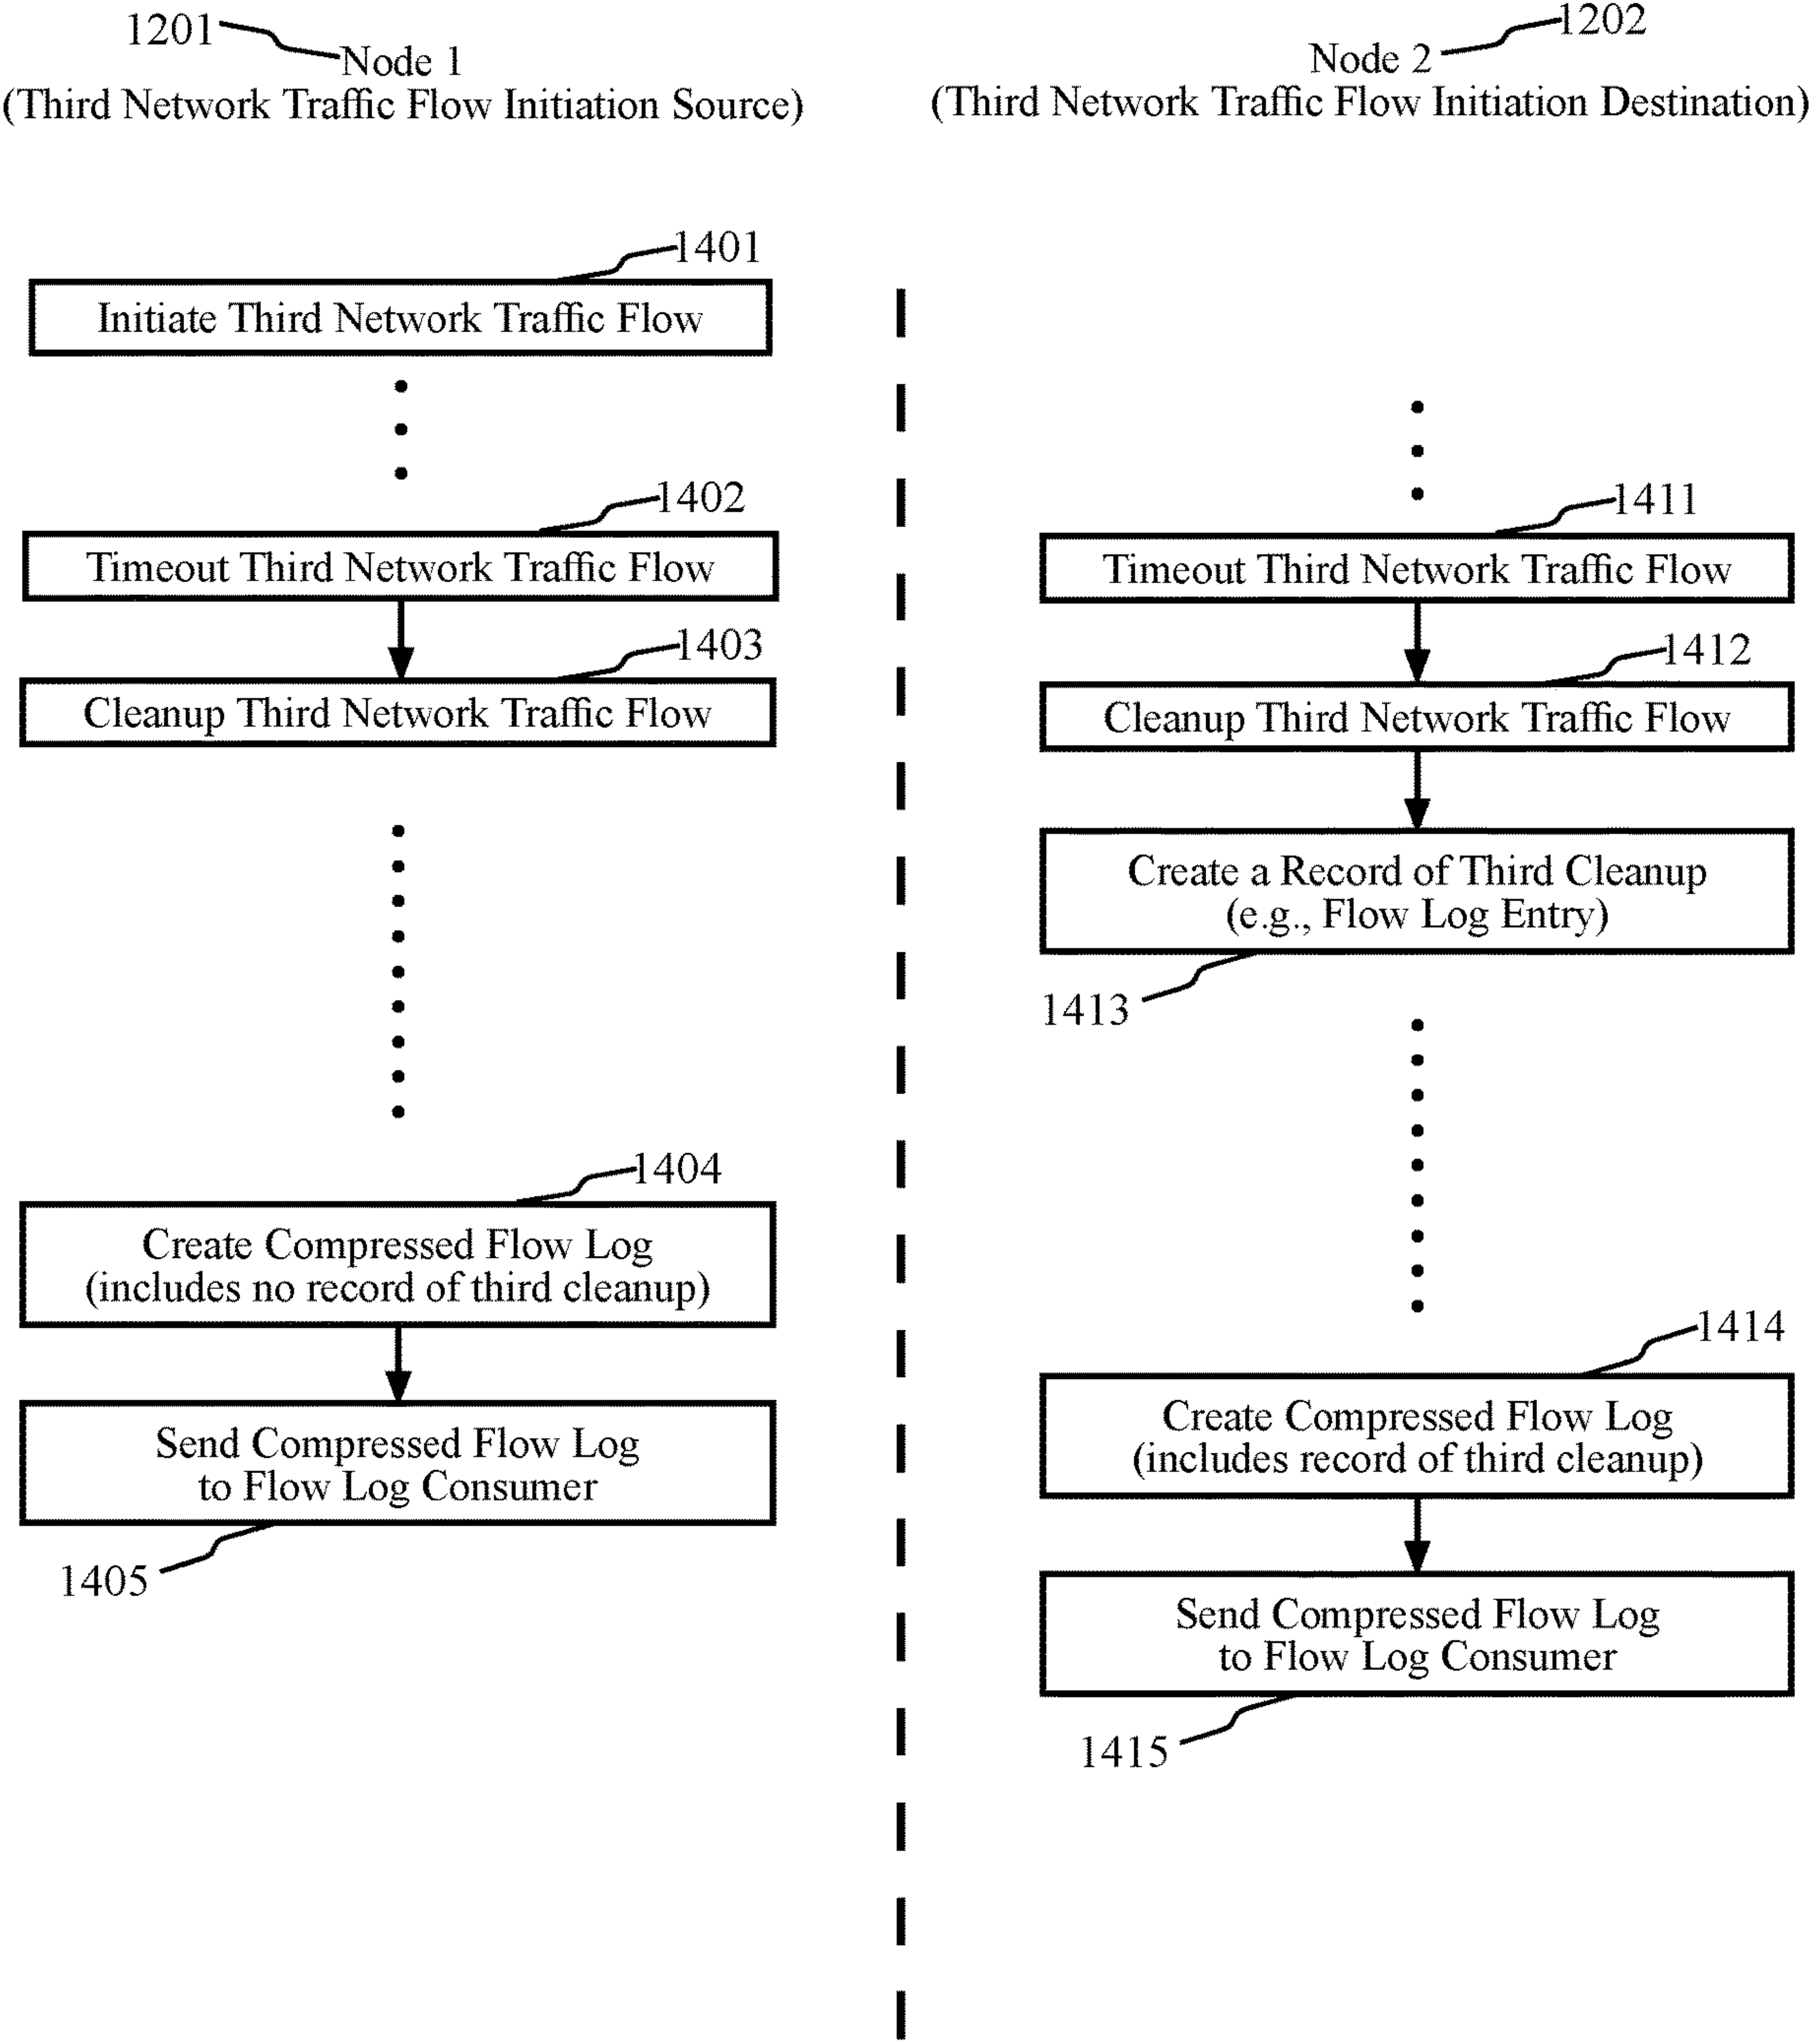 1201
Node 1
(Third Network Traffic Flow Initiation Source)
1202
Node 2
(Third Network Traffic Flow Initiation Destination)
1401
Initiate Third Network Traffic Flow
1402
Timeout Third Network Traffic Flow
1403
Cleanup Third Network Traffic Flow
1404
Create Compressed Flow Log
(includes no record of third cleanup)
Send Compressed Flow Log
to Flow Log Consumer
1405
1411
Timeout Third Network Traffic Flow
1412
Cleanup Third Network Traffic Flow
Create a Record of Third Cleanup
(e.g., Flow Log Entry)
1413
1414
Create Compressed Flow Log
(includes record of third cleanup)
Send Compressed Flow Log
to Flow Log Consumer
1415